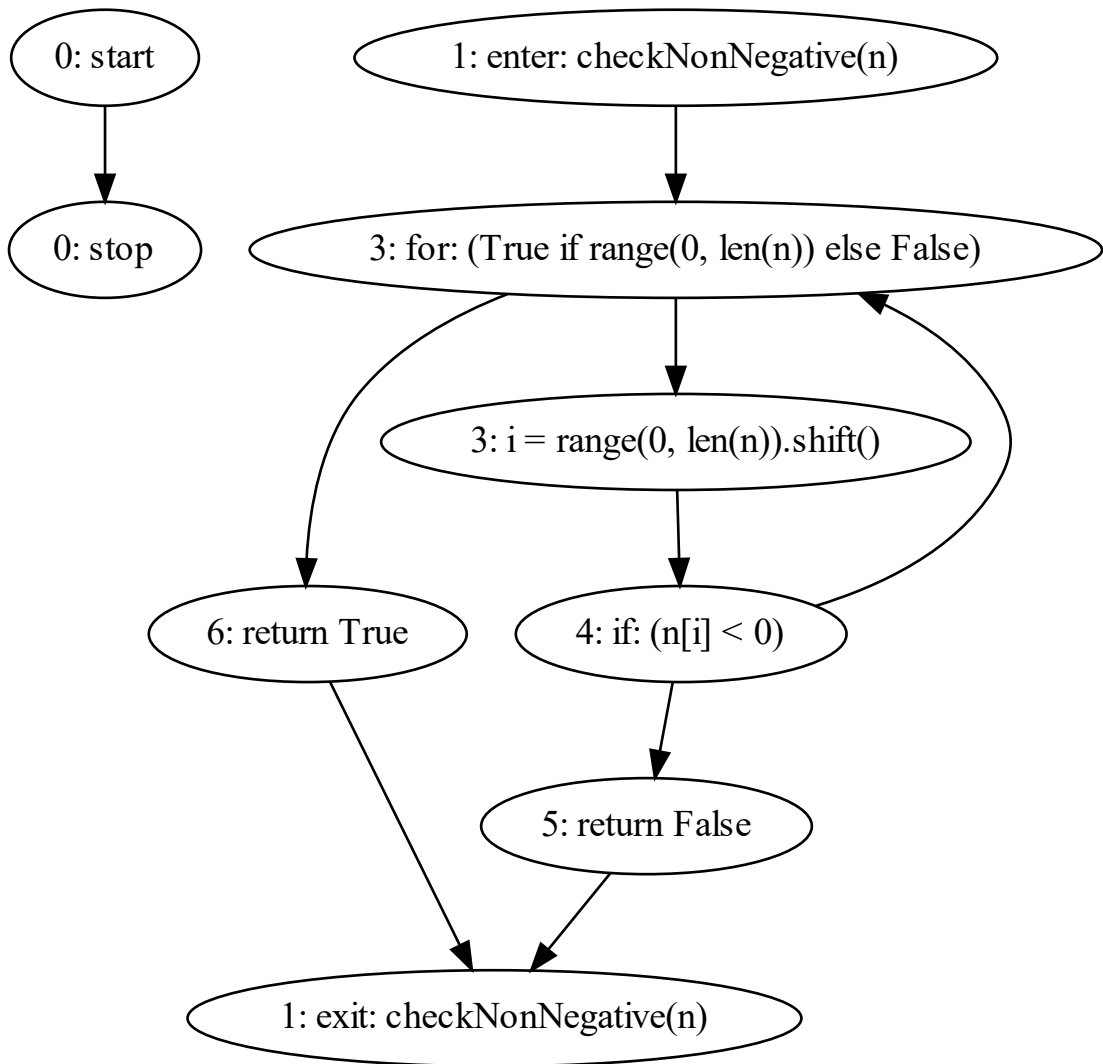 0: start
1: enter: checkNonNegative(n)
0: stop
3: for: (True if range(0, len(n)) else False)
3: i = range(0, len(n)).shift()
6: return True
4: if: (n[i] < 0)
5: return False
1: exit: checkNonNegative(n)